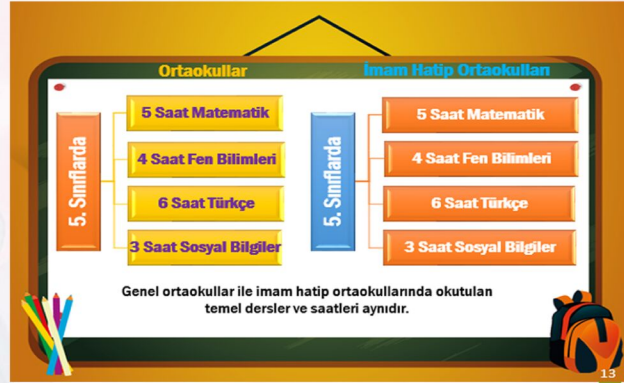 Ortaokullar
İmam Hatip Ortaokulları
5. Sınıflarda
5 Saat Matematik
4 Saat Fen Bilimleri
6 Saat Türkçe
3 Saat Sosyal Bilgiler
5. Sınıflarda
5 Saat Matematik
4 Saat Fen Bilimleri
6 Saat Türkçe
3 Saat Sosyal Bilgiler
Genel ortaokullar ile imam hatip ortaokullarında okutulan
temel dersler ve saatleri aynıdır.
13